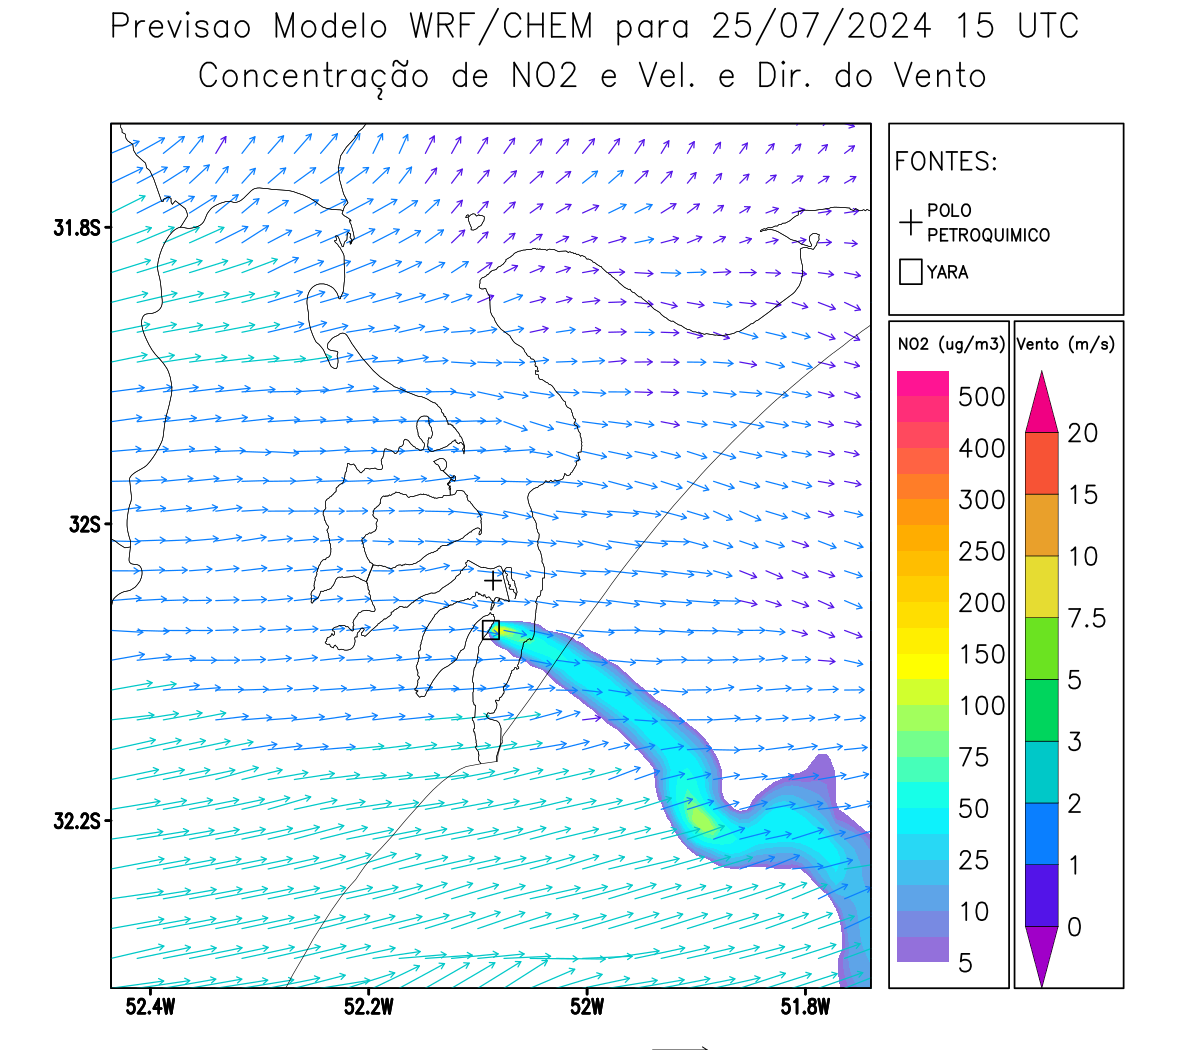 Previsao Modelo WRF/CHEM para 25/07/2024 15 UTC
Concentração de NO2 e Vel. e Dir. do Vento
FONTES:
POLO
PETROQUIMICO
YARA
NO2 (ug/m3)
500
400
300
250
200
150
100
75
50
25
10
5
Vento (m/s)
20
15
10
7.5
5
3
2
1
0
31.8S
32S
32.2S
52.4W
52.2W
52W
51.8W